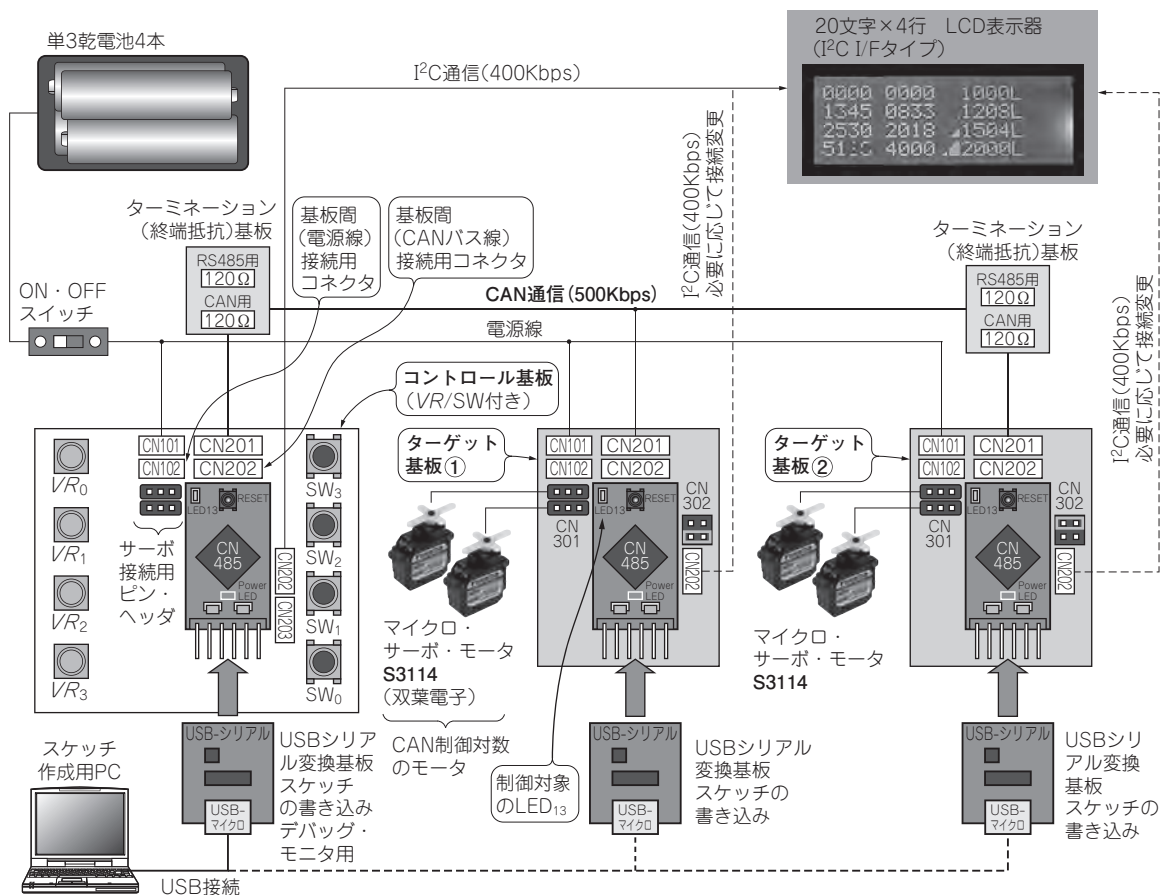 単3乾電池4本
I²C通信(400Kbps)
20文字×4行 LCD表示器
(I²C I/Fタイプ)
0000 0000 1000L
1345 0833 1208L
2530 2018 1504L
4000 2000L
ターミネーション
(終端抵抗)基板
RS485用
120Ω
CAN用
120Ω
基板間
(電源線)
接続用
コネクタ
基板間
(CANバス線)
接続用コネクタ
I²C通信(400Kbps)
必要に応じて接続変更
ターミネーション
(終端抵抗)基板
RS485用
120Ω
CAN用
120Ω
I²C通信(400Kbps)
必要に応じて接続変更
ON・OFF
スイッチ
CAN通信(500Kbps)
電源線
コントロール基板
(VR/SW付き)
VR₀
VR₁
VR₂
VR₃
CN101
CN201
CN102
CN202
LED13
RESET
CN
485
Power
LED
サーボ
接続用
ピン・
ヘッダ
CN202
CN203
SW₃
SW₂
SW₁
SW₀
ターゲット
基板①
CN101
CN201
CN102
CN202
LED13
RESET
CN
301
CN
302
CN
485
CN202
Power
LED
マイクロ・
サーボ・モータ
S3114
(双葉電子)
CAN制御対数
のモータ
制御対象
のLED₁₃
ターゲット
基板②
CN101
CN201
CN102
CN202
LED13
RESET
CN
301
CN
302
CN
485
CN202
Power
LED
マイクロ・
サーボ・モータ
S3114
スケッチ
作成用PC
USB-シリアル
USB-
マイクロ
USBシリア
ル変換基板
スケッチ
の書き込み
デバッグ・
モニタ用
USB-シリアル
USB-
マイクロ
USBシリアル
変換基板
スケッチの
書き込み
USB-シリアル
USB-
マイクロ
USBシリ
アル変換
基板
スケッチの
書き込み
USB接続